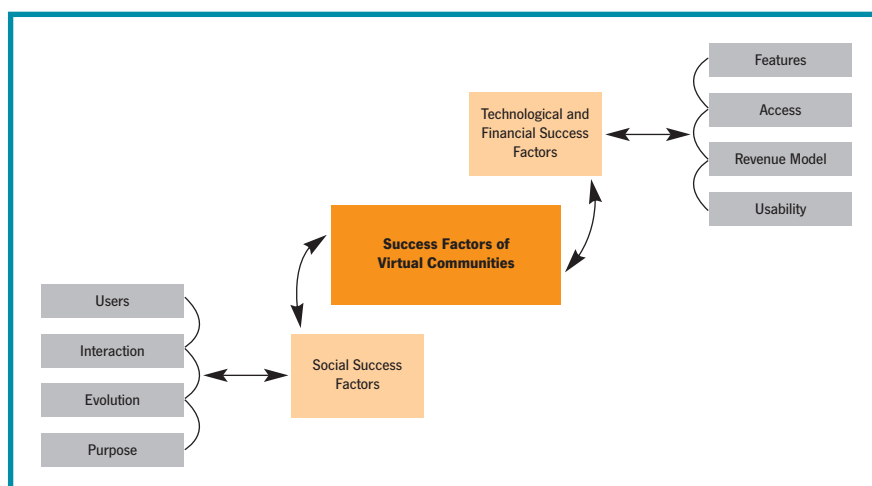 Features
Technological and
Financial Success
Factors
Access
Revenue Model
Usability
Success Factors of
Virtual Communities
Users
Interaction
Evolution
Purpose
Social Success
Factors